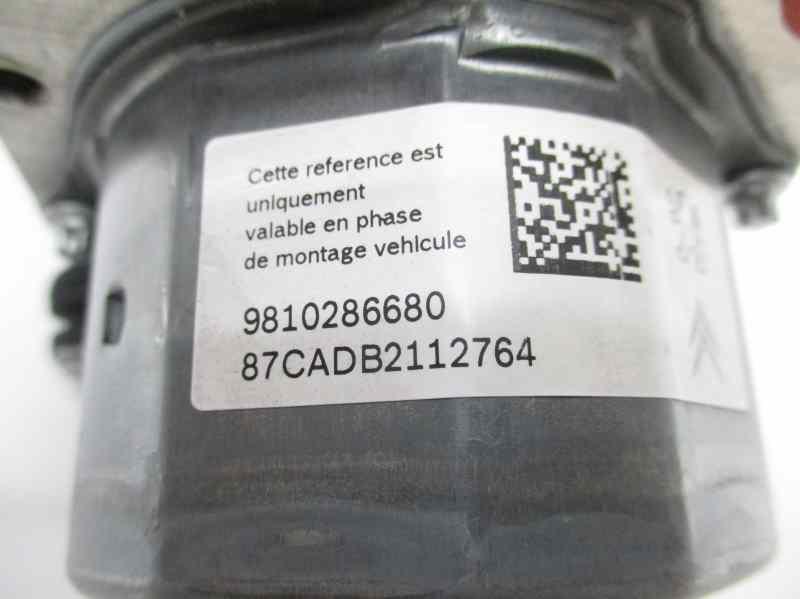 Cette reference est
uniquement
valable en phase
de montage vehicule
9810286680
87CADB2112764